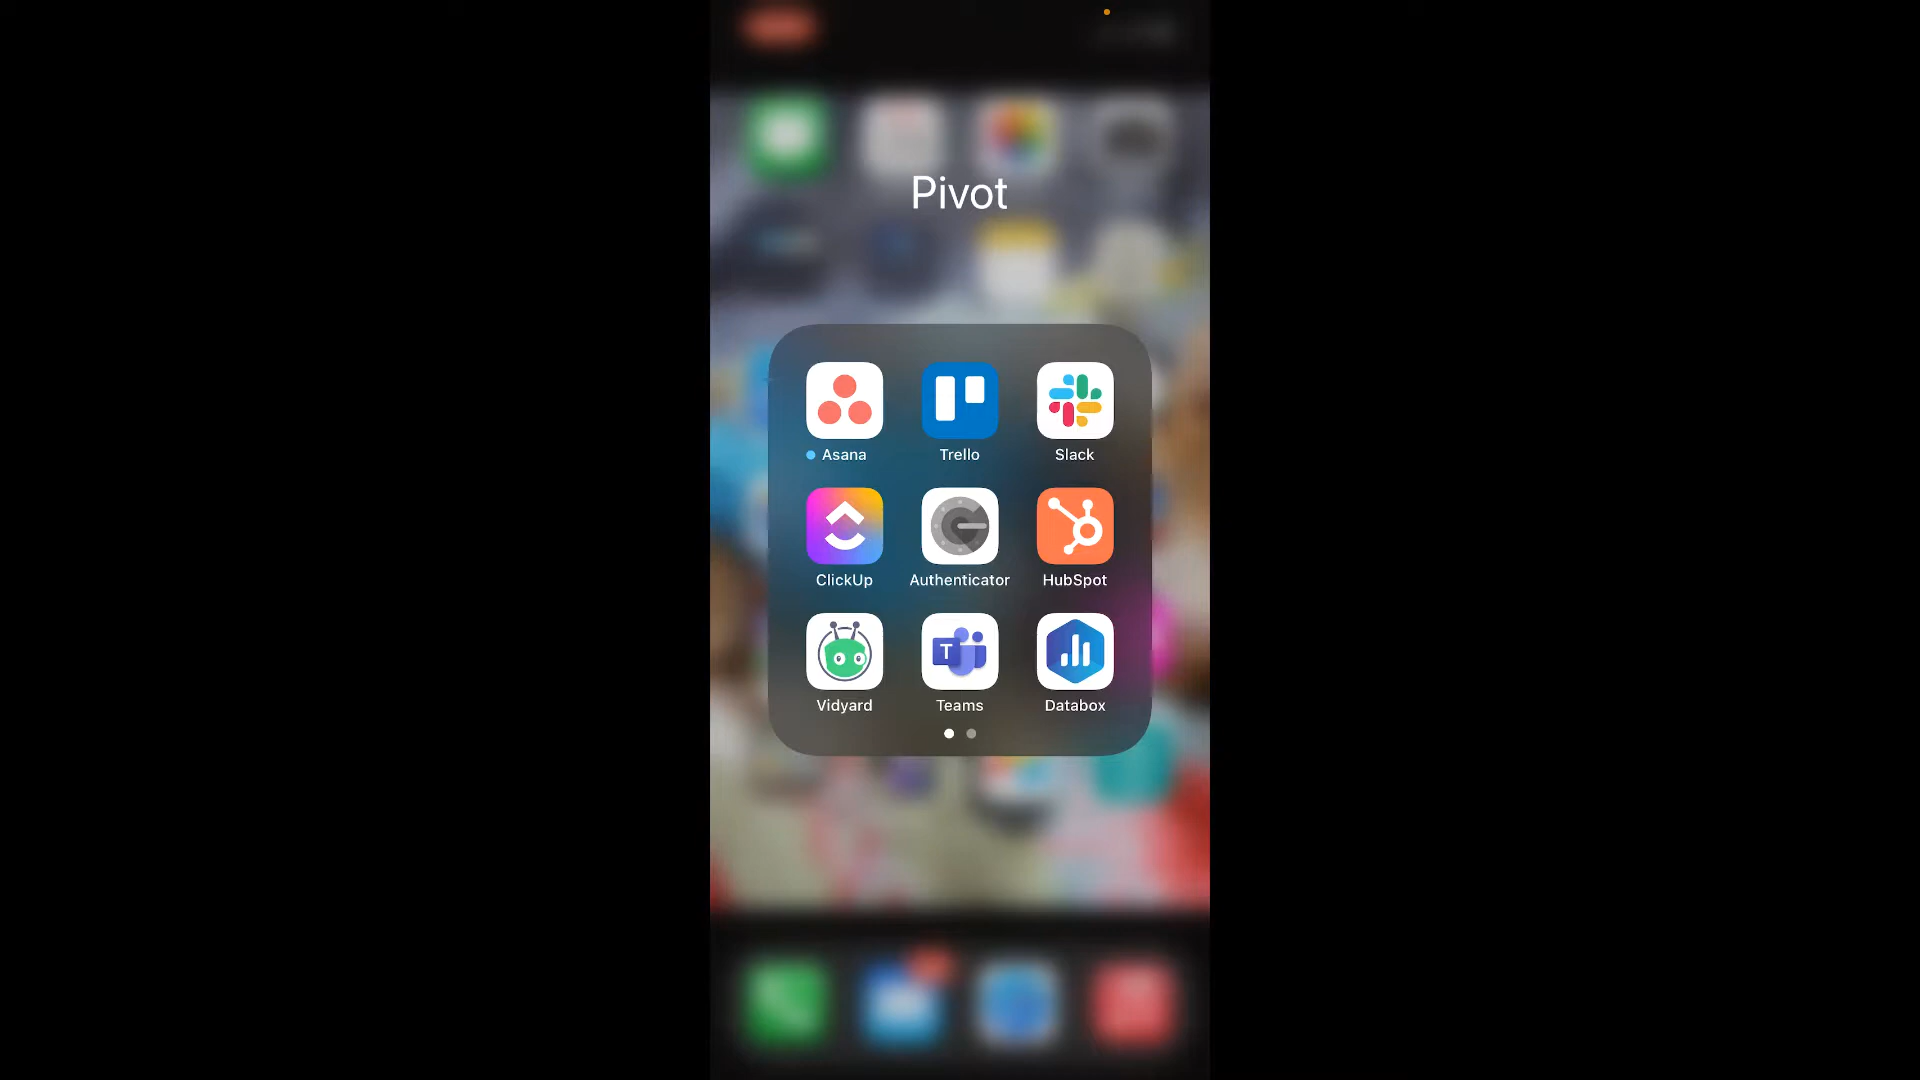 Pivot
Asana
Trello
Slack
ClickUp
Authenticator
HubSpot
Vidyard
T
Teams
Databox